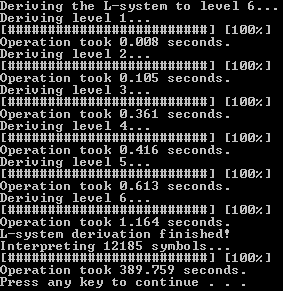 Deriving the L-system to level 6...
Deriving level 1...
[#########################] [100%]
Operation took 0.008 seconds.
Deriving level 2...
[#########################] [100%]
Operation took 0.105 seconds.
Deriving level 3...
[#########################] [100%]
Operation took 0.361 seconds.
Deriving level 4...
[#########################] [100%]
Operation took 0.416 seconds.
Deriving level 5...
[#########################] [100%]
Operation took 0.613 seconds.
Deriving level 6...
[#########################] [100%]
Operation took 1.164 seconds.
L-system derivation finished!
Interpreting 12185 symbols...
[#########################] [100%]
Operation took 389.759 seconds.
Press any key to continue . . .